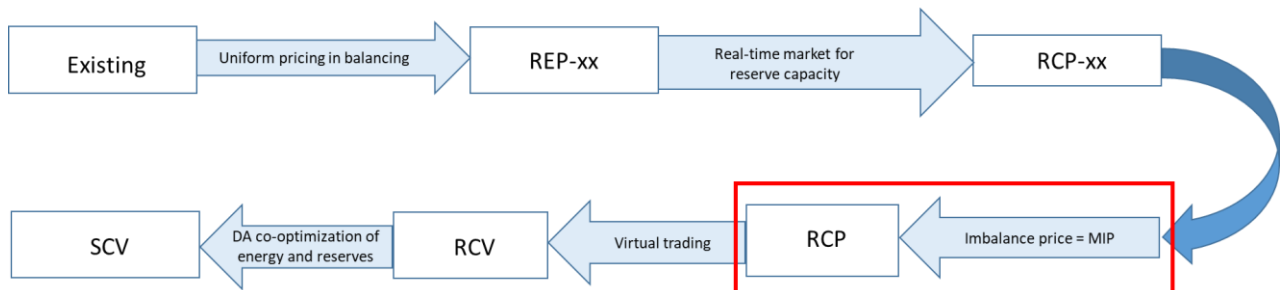 Existing
Uniform pricing in balancing
REP-xx
Real-time market for
reserve capacity
RCP-xx
SCV
DA co-optimization of
energy and reserves
RCV
Virtual trading
RCP
Imbalance price = MIP